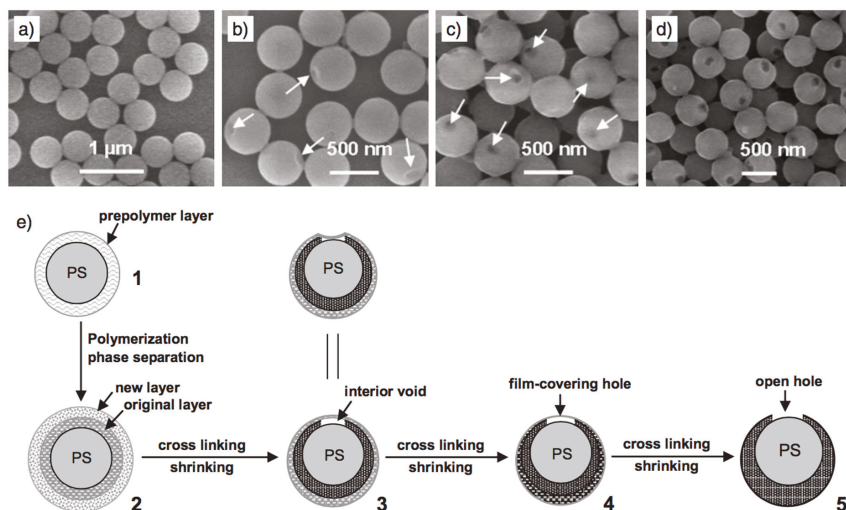 a)
1 µm
b)
500 nm
c)
500 nm
d)
500 nm
e)
prepolymer layer
PS
1
PS
Polymerization
phase separation
new layer
original layer
interior void
film-covering hole
open hole
PS
cross linking
shrinking
PS
cross linking
shrinking
PS
cross linking
shrinking
PS
2
3
4
5